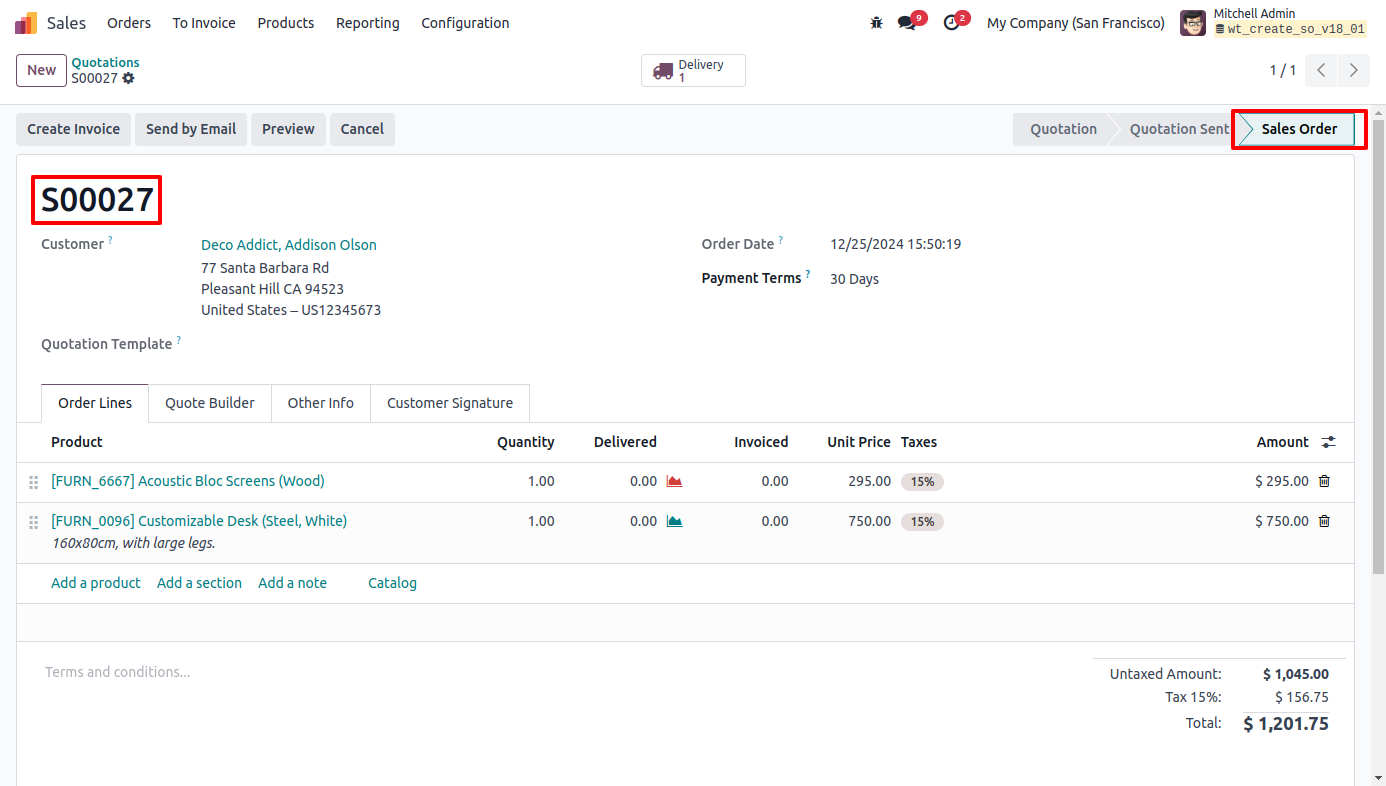 Sales Orders To Invoice Products Reporting Configuration 9 2 My Company (San Francisco) Mitchell Admin
wt_create_so_v18_01
New Quotations
S00027
Delivery
1
1 / 1
Create Invoice Send by Email Preview Cancel Quotation Quotation Sent Sales Order
S00027
Customer ? Deco Addict, Addison Olson Order Date ? 12/25/2024 15:50:19
77 Santa Barbara Rd Payment Terms ? 30 Days
Pleasant Hill CA 94523
United States – US12345673
Quotation Template ?
Order Lines Quote Builder Other Info Customer Signature
Product Quantity Delivered Invoiced Unit Price Taxes Amount
[FURN_6667] Acoustic Bloc Screens (Wood) 1.00 0.00 0.00 295.00 15% $ 295.00
[FURN_0096] Customizable Desk (Steel, White) 1.00 0.00 0.00 750.00 15% $ 750.00
160x80cm, with large legs.
Add a product Add a section Add a note Catalog
Terms and conditions...
Untaxed Amount: $ 1,045.00
Tax 15%: $ 156.75
Total: $ 1,201.75